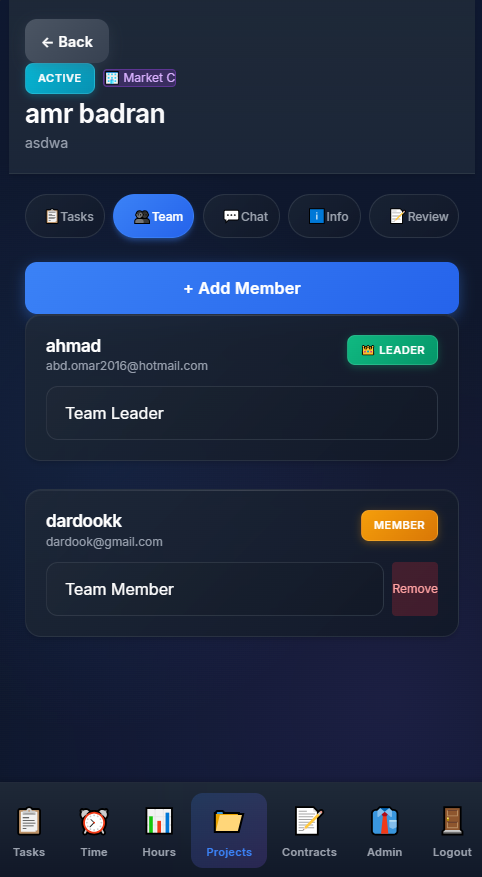 ← Back
ACTIVE
Market C
amr badran
asdwa
Tasks Team Chat Info Review
+ Add Member
ahmad
LEADER
abd.omar2016@hotmail.com
Team Leader
dardookk
MEMBER
dardook@gmail.com
Team Member
Remove
Tasks Time Hours Projects Contracts Admin Logout